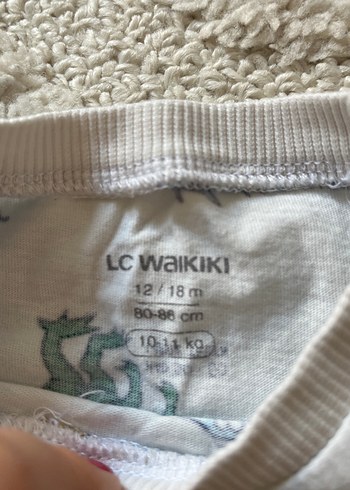 LC WAIKIKI
12 / 18 m
80-86 cm
10-11 kg